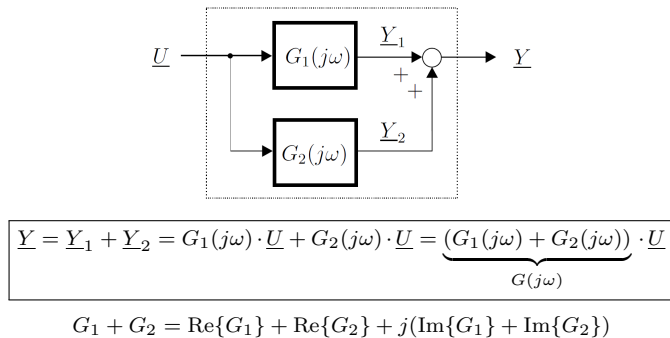 U G₁(jω) Y₁ Y
+
+
G₂(jω) Y₂
Y = Y₁ + Y₂ = G₁(jω) · U + G₂(jω) · U = (G₁(jω) + G₂(jω)) · U
G(jω)
G₁ + G₂ = Re{G₁} + Re{G₂} + j(Im{G₁} + Im{G₂})